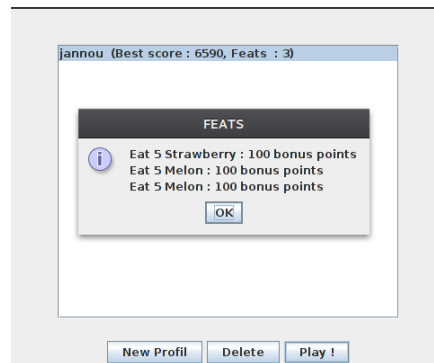 jannou (Best score : 6590, Feats : 3)
FEATS
i
Eat 5 Strawberry : 100 bonus points
Eat 5 Melon : 100 bonus points
Eat 5 Melon : 100 bonus points
OK
New Profil Delete Play !